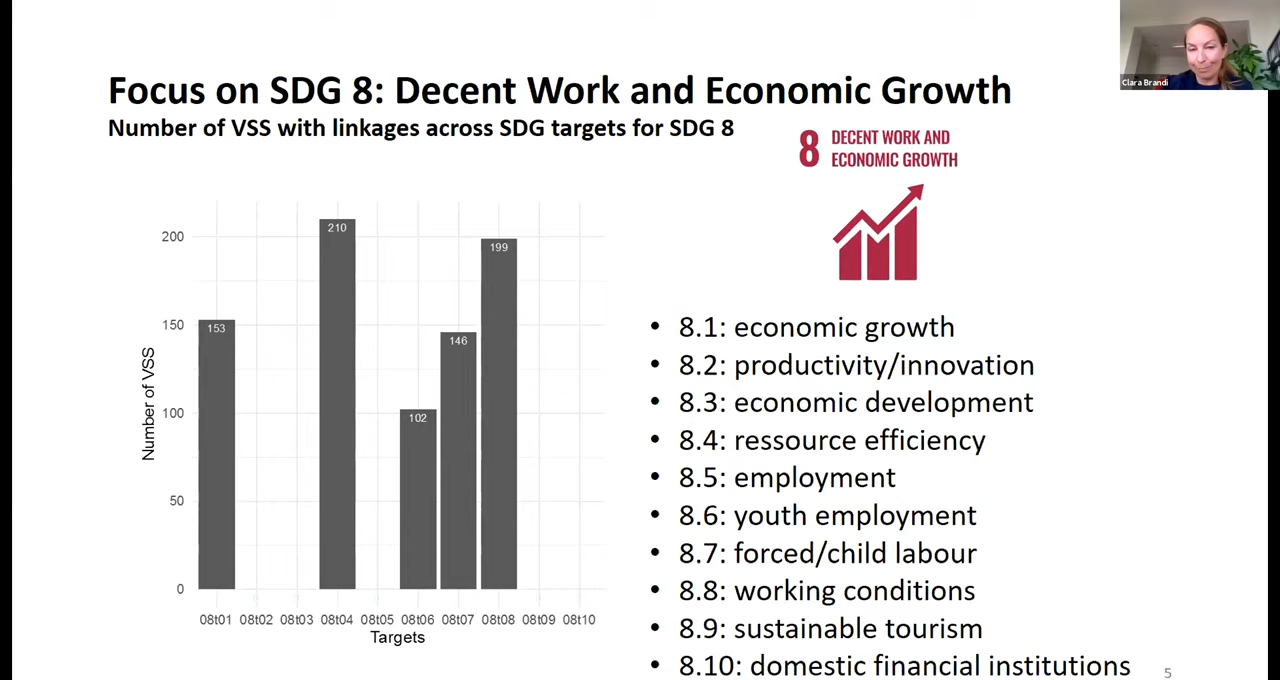 Clara Brandi
Focus on SDG 8: Decent Work and Economic Growth
Number of VSS with linkages across SDG targets for SDG 8
8 DECENT WORK AND
ECONOMIC GROWTH
Number of VSS
200
150
100
50
0
153
210
102
146
199
08t01 08t02 08t03 08t04 08t05 08t06 08t07 08t08 08t09 08t10
Targets
• 8.1: economic growth
• 8.2: productivity/innovation
• 8.3: economic development
• 8.4: ressource efficiency
• 8.5: employment
• 8.6: youth employment
• 8.7: forced/child labour
• 8.8: working conditions
• 8.9: sustainable tourism
• 8.10: domestic financial institutions
5